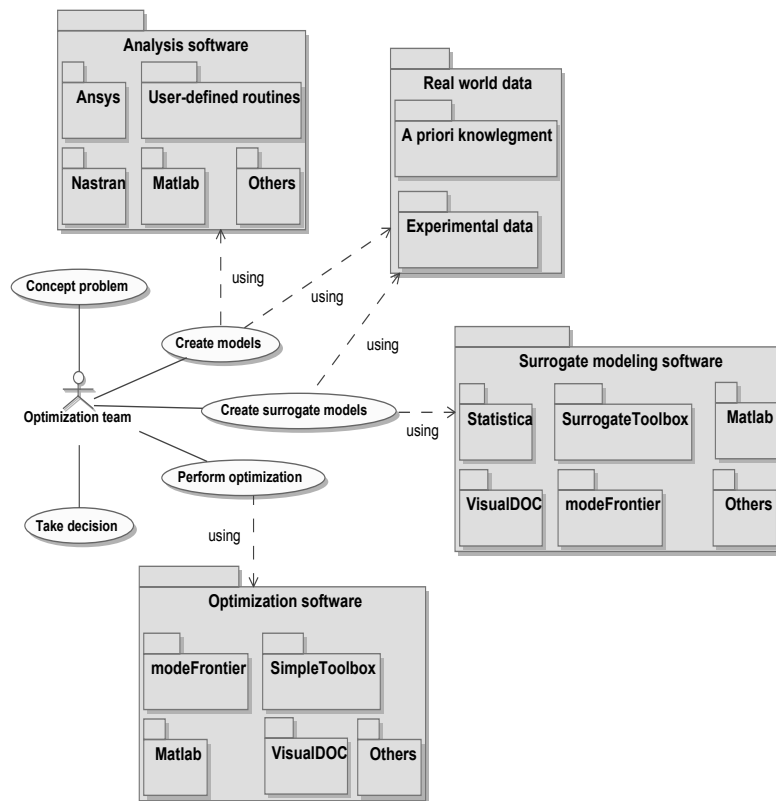 Analysis software
Ansys
User-defined routines
Nastran
Matlab
Others
Real world data
A priori knowlegment
Experimental data
using
using
using
Concept problem
Create models
Optimization team
Create surrogate models
using
Perform optimization
Take decision
using
Surrogate modeling software
Statistica
SurrogateToolbox
Matlab
VisualDOC
modeFrontier
Others
Optimization software
modeFrontier
SimpleToolbox
Matlab
VisualDOC
Others